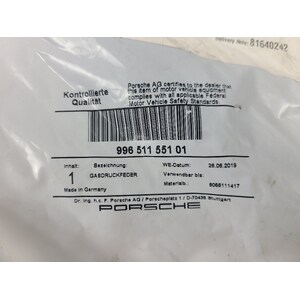 Delivery Note: 81640242
Kontrollierte
Qualität
Porsche AG certifies to the dealer that
this item of motor vehicle equipment
complies with all applicable Federal
Motor Vehicle Safety Standards.
996 511 551 01
Inhalt: Bezeichnung: WE-Datum: 26.06.2019
1 GASDRUCKFEDER Verwendbar bis:
Made in Germany Materialnr.: 8066111417
Dr. Ing. h.c. F. Porsche AG / Porscheplatz 1 / D-70435 Stuttgart
PORSCHE